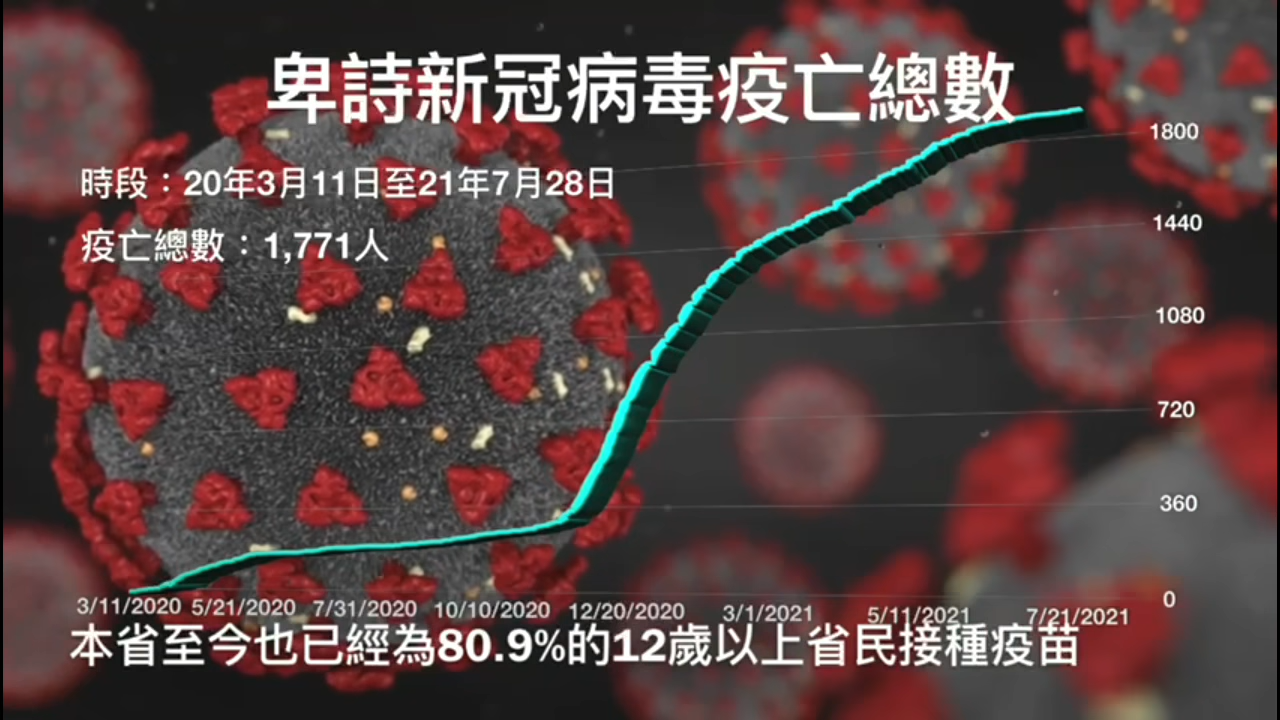 卑詩新冠病毒疫亡總數
時段：20年3月11日至21年7月28日
疫亡總數：1,771人
1800
1440
1080
720
360
0
3/11/2020 5/21/2020 7/31/2020 10/10/2020 12/20/2020 3/1/2021 5/11/2021 7/21/2021
本省至今也已經為80.9%的12歲以上省民接種疫苗